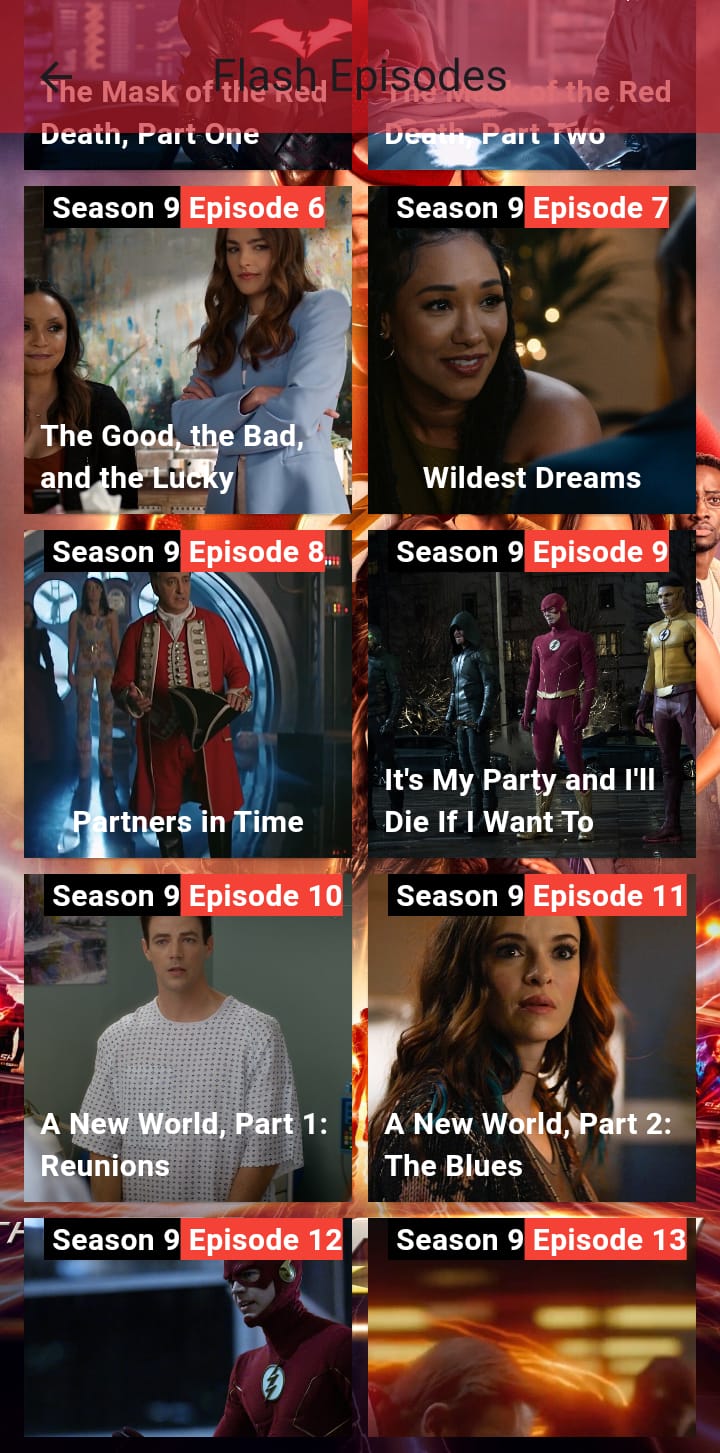 Flash Episodes
The Mask of the Red
Death, Part One
The Mask of the Red
Death, Part Two
Season 9 Episode 6
The Good, the Bad,
and the Lucky
Season 9 Episode 7
Wildest Dreams
Season 9 Episode 8
Partners in Time
Season 9 Episode 9
It's My Party and I'll
Die If I Want To
Season 9 Episode 10
A New World, Part 1:
Reunions
Season 9 Episode 11
A New World, Part 2:
The Blues
Season 9 Episode 12
Season 9 Episode 13